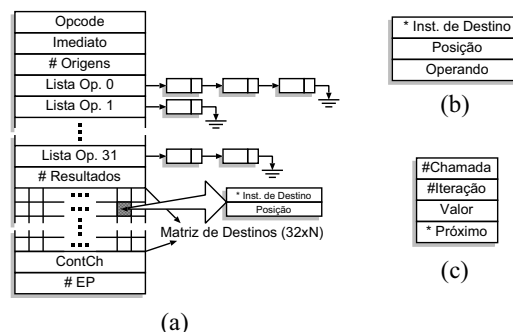 Opcode
Imediato
# Origens
Lista Op. 0
Lista Op. 1
Lista Op. 31
# Resultados
* Inst. de Destino
Posição
Matriz de Destinos (32xN)
ContCh
# EP
(a)
* Inst. de Destino
Posição
Operando
(b)
#Chamada
#Iteração
Valor
* Próximo
(c)